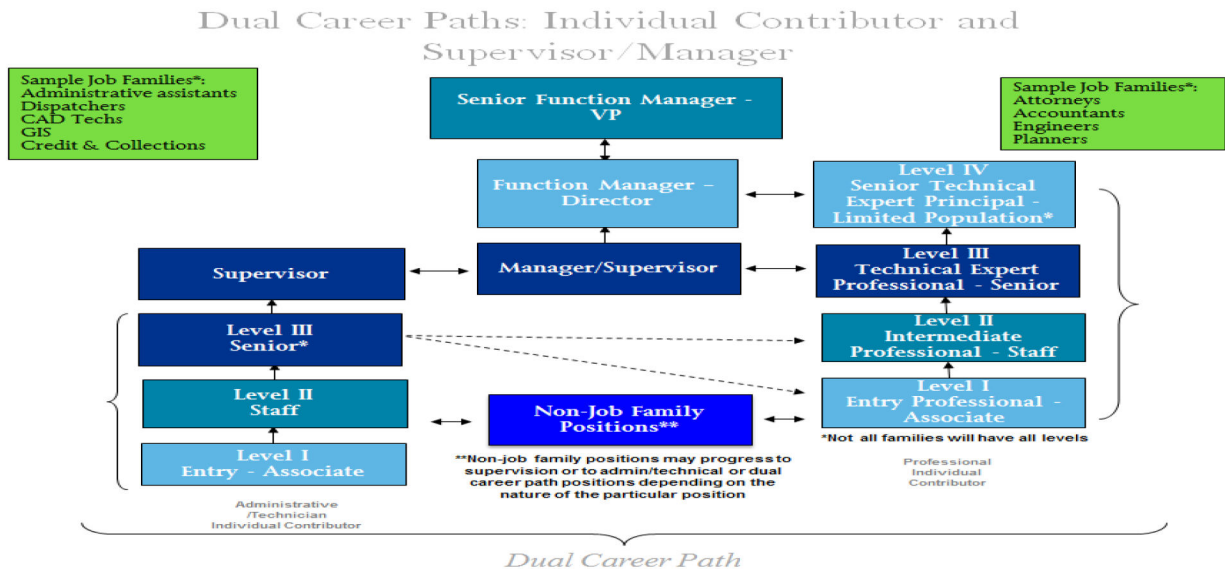 Dual Career Paths: Individual Contributor and
Supervisor/Manager
Sample Job Families*:
Administrative assistants
Dispatchers
CAD Techs
GIS
Credit & Collections
Sample Job Families*:
Attorneys
Accountants
Engineers
Planners
Senior Function Manager -
VP
Function Manager –
Director
Level IV
Senior Technical
Expert Principal -
Limited Population*
Supervisor
Manager/Supervisor
Level III
Technical Expert
Professional - Senior
Level III
Senior*
Level II
Intermediate
Professional - Staff
Level II
Staff
Non-Job Family
Positions**
Level I
Entry Professional -
Associate
Level I
Entry - Associate
*Not all families will have all levels
**Non-job family positions may progress to
supervision or to admin/technical or dual
career path positions depending on the
nature of the particular position
Professional
Individual
Contributor
Administrative
/Technician
Individual Contributor
Dual Career Path